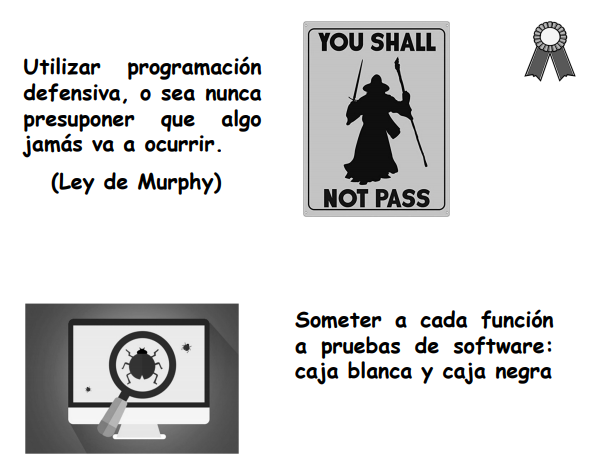 Utilizar programación
defensiva, o sea nunca
presuponer que algo
jamás va a ocurrir.
(Ley de Murphy)
YOU SHALL
NOT PASS
Someter a cada función
a pruebas de software:
caja blanca y caja negra